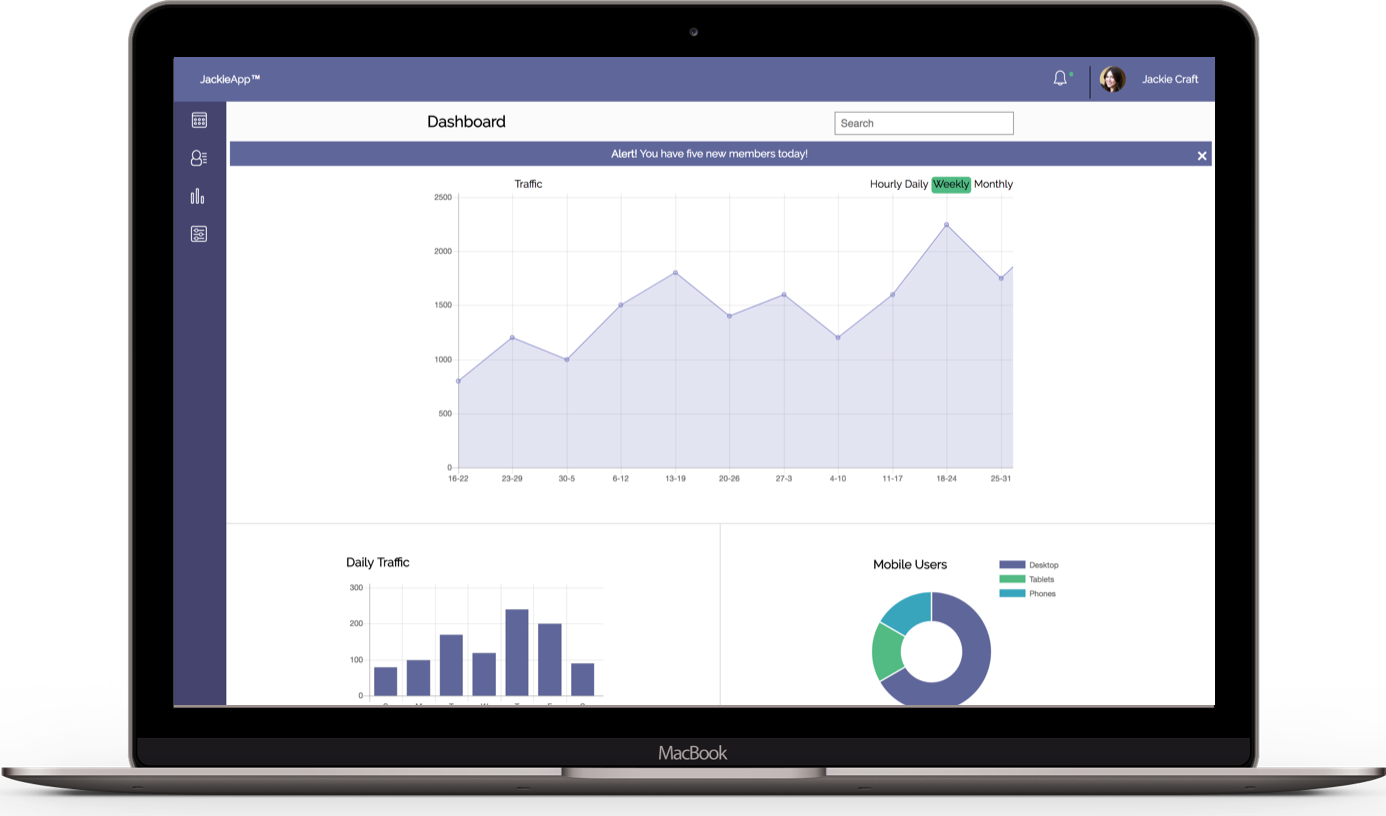 JackieApp™
Jackie Craft
Dashboard
Search
Alert! You have five new members today!
Traffic
Hourly Daily Weekly Monthly
2500
2000
1500
1000
500
0
16-22 23-29 30-5 6-12 13-19 20-26 27-3 4-10 11-17 18-24 25-31
Daily Traffic
300
200
100
0
Mobile Users
Desktop
Tablets
Phones
MacBook